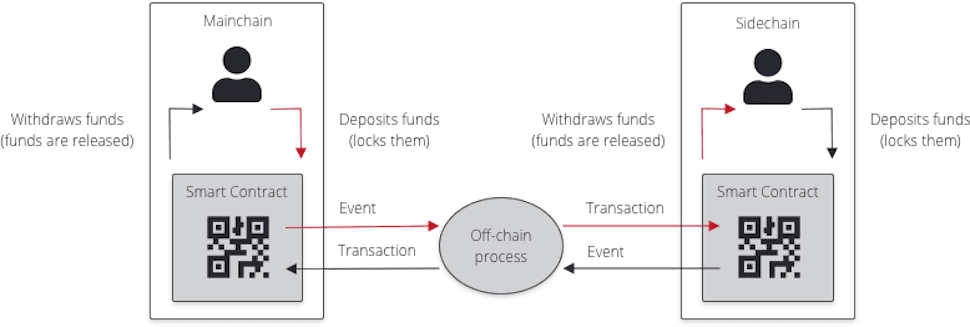 Mainchain
Sidechain
Withdraws funds
(funds are released)
Deposits funds
(locks them)
Withdraws funds
(funds are released)
Deposits funds
(locks them)
Smart Contract
Smart Contract
Event
Transaction
Off-chain
process
Transaction
Event